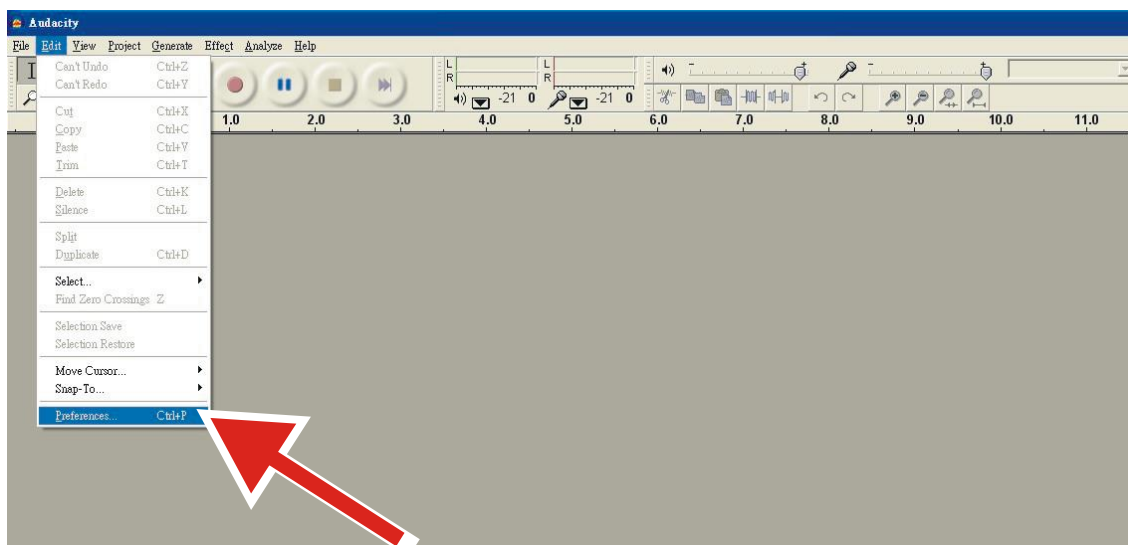 Audacity
File Edit View Project Generate Effect Analyze Help
Can't Undo Ctrl+Z
Can't Redo Ctrl+Y
Cut Ctrl+X
Copy Ctrl+C
Paste Ctrl+V
Trim Ctrl+T
Delete Ctrl+K
Silence Ctrl+L
Split
Duplicate Ctrl+D
Select...
Find Zero Crossings Z
Selection Save
Selection Restore
Move Cursor...
Snap-To...
Preferences... Ctrl+P
L L
R R
-21 0 -21 0
1.0 2.0 3.0 4.0 5.0 6.0 7.0 8.0 9.0 10.0 11.0